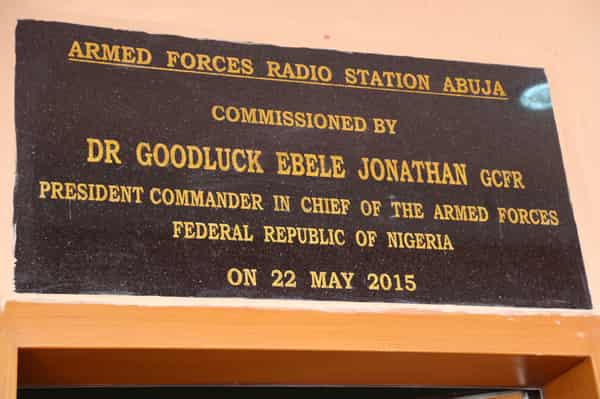 ARMED FORCES RADIO STATION ABUJA
COMMISSIONED BY
DR GOODLUCK EBELE JONATHAN GCFR
PRESIDENT COMMANDER IN CHIEF OF THE ARMED FORCES
FEDERAL REPUBLIC OF NIGERIA
ON 22 MAY 2015